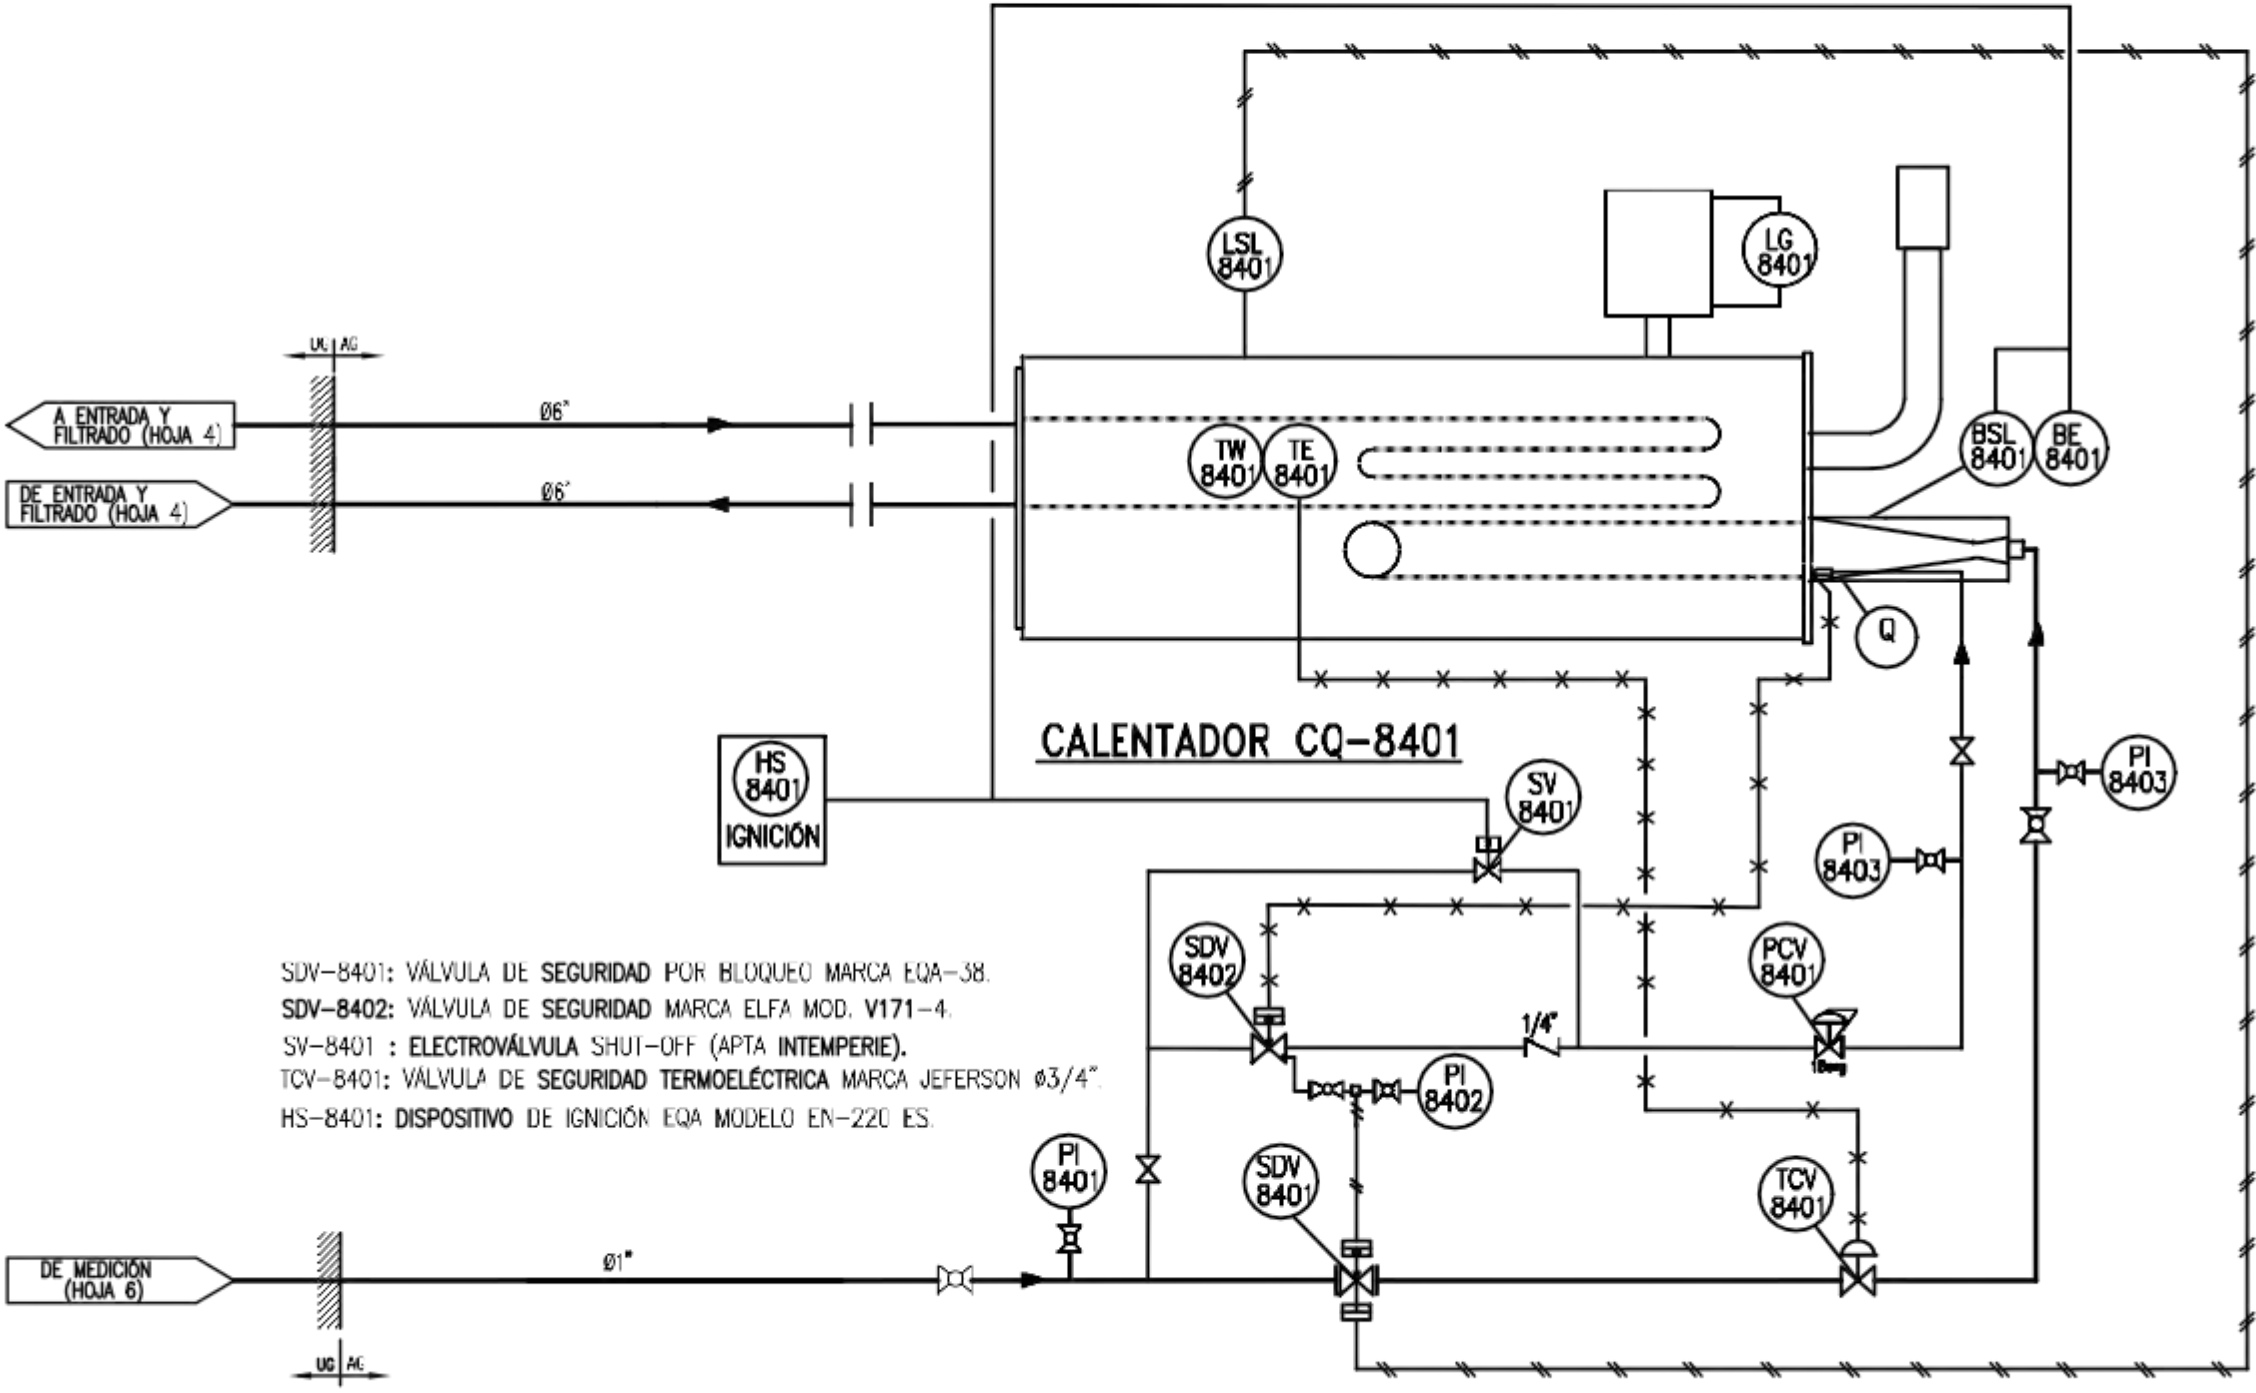 LSL
8401
LG
8401
UG AG
A ENTRADA Y
FILTRADO (HOJA 4)
Ø6"
DE ENTRADA Y
FILTRADO (HOJA 4)
Ø6"
TW
8401
TE
8401
BSL
8401
BE
8401
Q
CALENTADOR CQ-8401
HS
8401
IGNICIÓN
SV
8401
PI
8403
PI
8403
SDV
8402
PCV
8401
1/4"
PI
8402
SDV-8401: VÁLVULA DE SEGURIDAD POR BLOQUEO MARCA EQA-38.
SDV-8402: VÁLVULA DE SEGURIDAD MARCA ELFA MOD. V171-4.
SV-8401 : ELECTROVÁLVULA SHUT-OFF (APTA INTEMPERIE).
TCV-8401: VÁLVULA DE SEGURIDAD TERMOELÉCTRICA MARCA JEFERSON ø3/4".
HS-8401: DISPOSITIVO DE IGNICIÓN EQA MODELO EN-220 ES.
PI
8401
SDV
8401
TCV
8401
DE MEDICIÓN
(HOJA 6)
Ø1"
UG AG